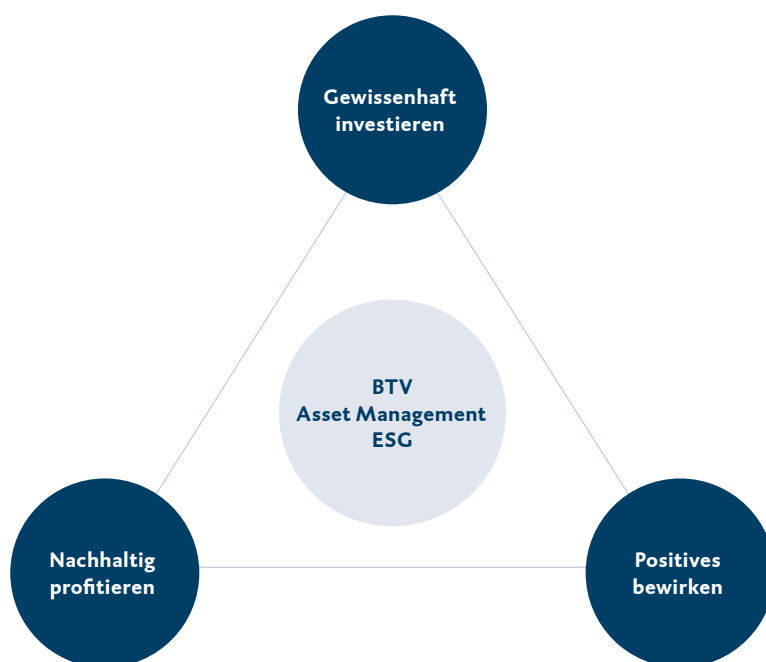 Gewissenhaft
investieren
BTV
Asset Management
ESG
Nachhaltig
profitieren
Positives
bewirken